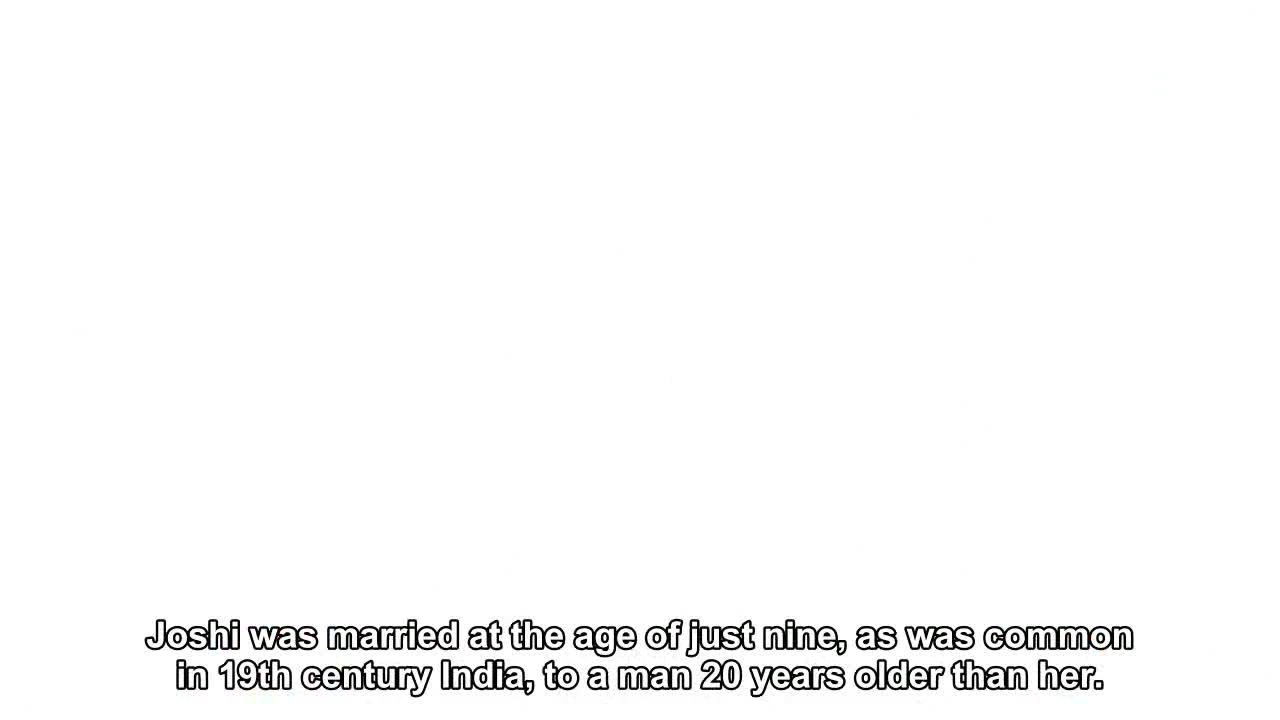 Joshi was married at the age of just nine, as was common
in 19th century India, to a man 20 years older than her.